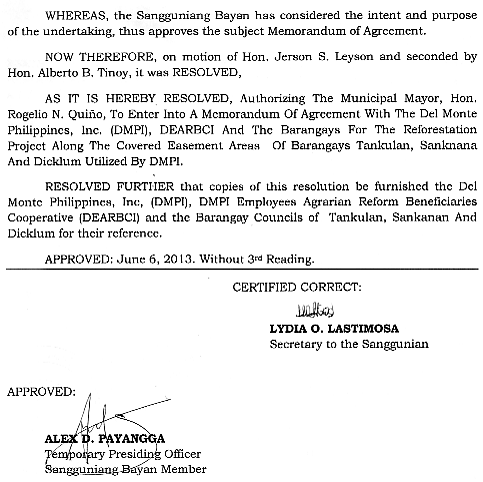 WHEREAS, the Sangguniang Bayan has considered the intent and purpose
of the undertaking, thus approves the subject Memorandum of Agreement.
NOW THEREFORE, on motion of Hon. Jerson S. Leyson and seconded by
Hon. Alberto B. Tinoy, it was RESOLVED,
AS IT IS HEREBY RESOLVED, Authorizing The Municipal Mayor, Hon.
Rogelio N. Quiño, To Enter Into A Memorandum Of Agreement With The Del Monte
Philippines, Inc. (DMPI), DEARBCI And The Barangays For The Reforestation
Project Along The Covered Easement Areas Of Barangays Tankulan, Sanknana
And Dicklum Utilized By DMPI.
RESOLVED FURTHER that copies of this resolution be furnished the Del
Monte Philippines, Inc, (DMPI), DMPI Employees Agrarian Reform Beneficiaries
Cooperative (DEARBCI) and the Barangay Councils of Tankulan, Sankanan And
Dicklum for their reference.
APPROVED: June 6, 2013. Without 3rd Reading.
CERTIFIED CORRECT:
LYDIA O. LASTIMOSA
Secretary to the Sanggunian
APPROVED:
ALEX D. PAYANGGA
Temporary Presiding Officer
Sangguniang Bayan Member